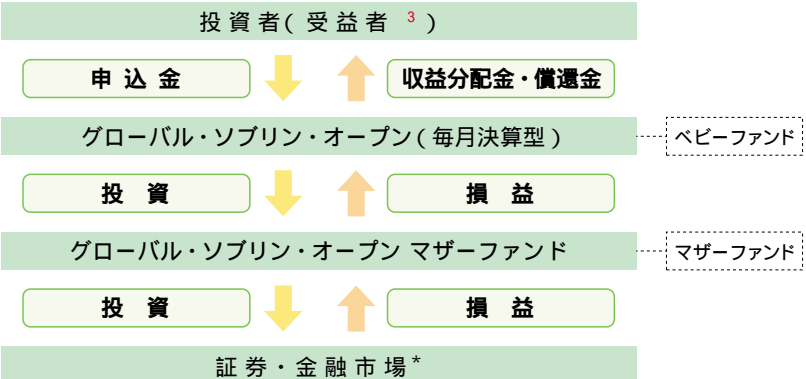 投資者(受益者 3)
申込金 収益分配金・償還金
グローバル・ソブリン・オープン(毎月決算型) ベビーファンド
投資 損益
グローバル・ソブリン・オープン マザーファンド マザーファンド
投資 損益
証券・金融市場*